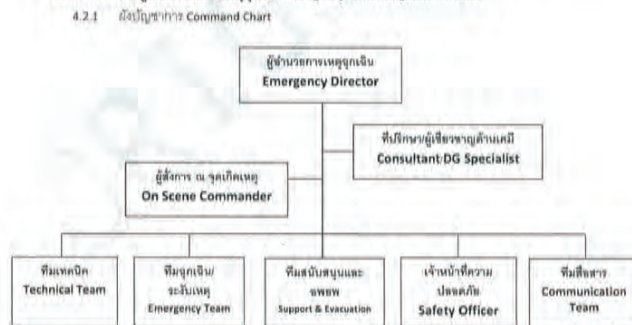 4.2.1 ผังบัญชาการ Command Chart
ผู้อำนวยการเหตุฉุกเฉิน
Emergency Director
ที่ปรึกษา/ผู้เชี่ยวชาญด้านเคมี
Consultant/DG Specialist
ผู้สั่งการ ณ จุดเกิดเหตุ
On Scene Commander
ทีมเทคนิค
Technical Team
ทีมฉุกเฉิน/
ระงับเหตุ
Emergency Team
ทีมสนับสนุนและ
อพยพ
Support & Evacuation
เจ้าหน้าที่ความ
ปลอดภัย
Safety Officer
ทีมสื่อสาร
Communication
Team